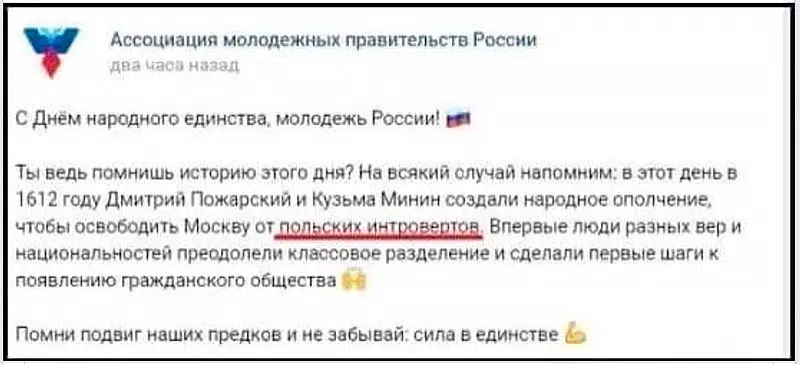 Ассоциация молодежных правительств России
два часа назад
С Днём народного единства, молодежь России! 🇷🇺
Ты ведь помнишь историю этого дня? На всякий случай напомним: в этот день в
1612 году Дмитрий Пожарский и Кузьма Минин создали народное ополчение,
чтобы освободить Москву от польских интровертов. Впервые люди разных вер и
национальностей преодолели классовое разделение и сделали первые шаги к
появлению гражданского общества 🙌
Помни подвиг наших предков и не забывай: сила в единстве 💪